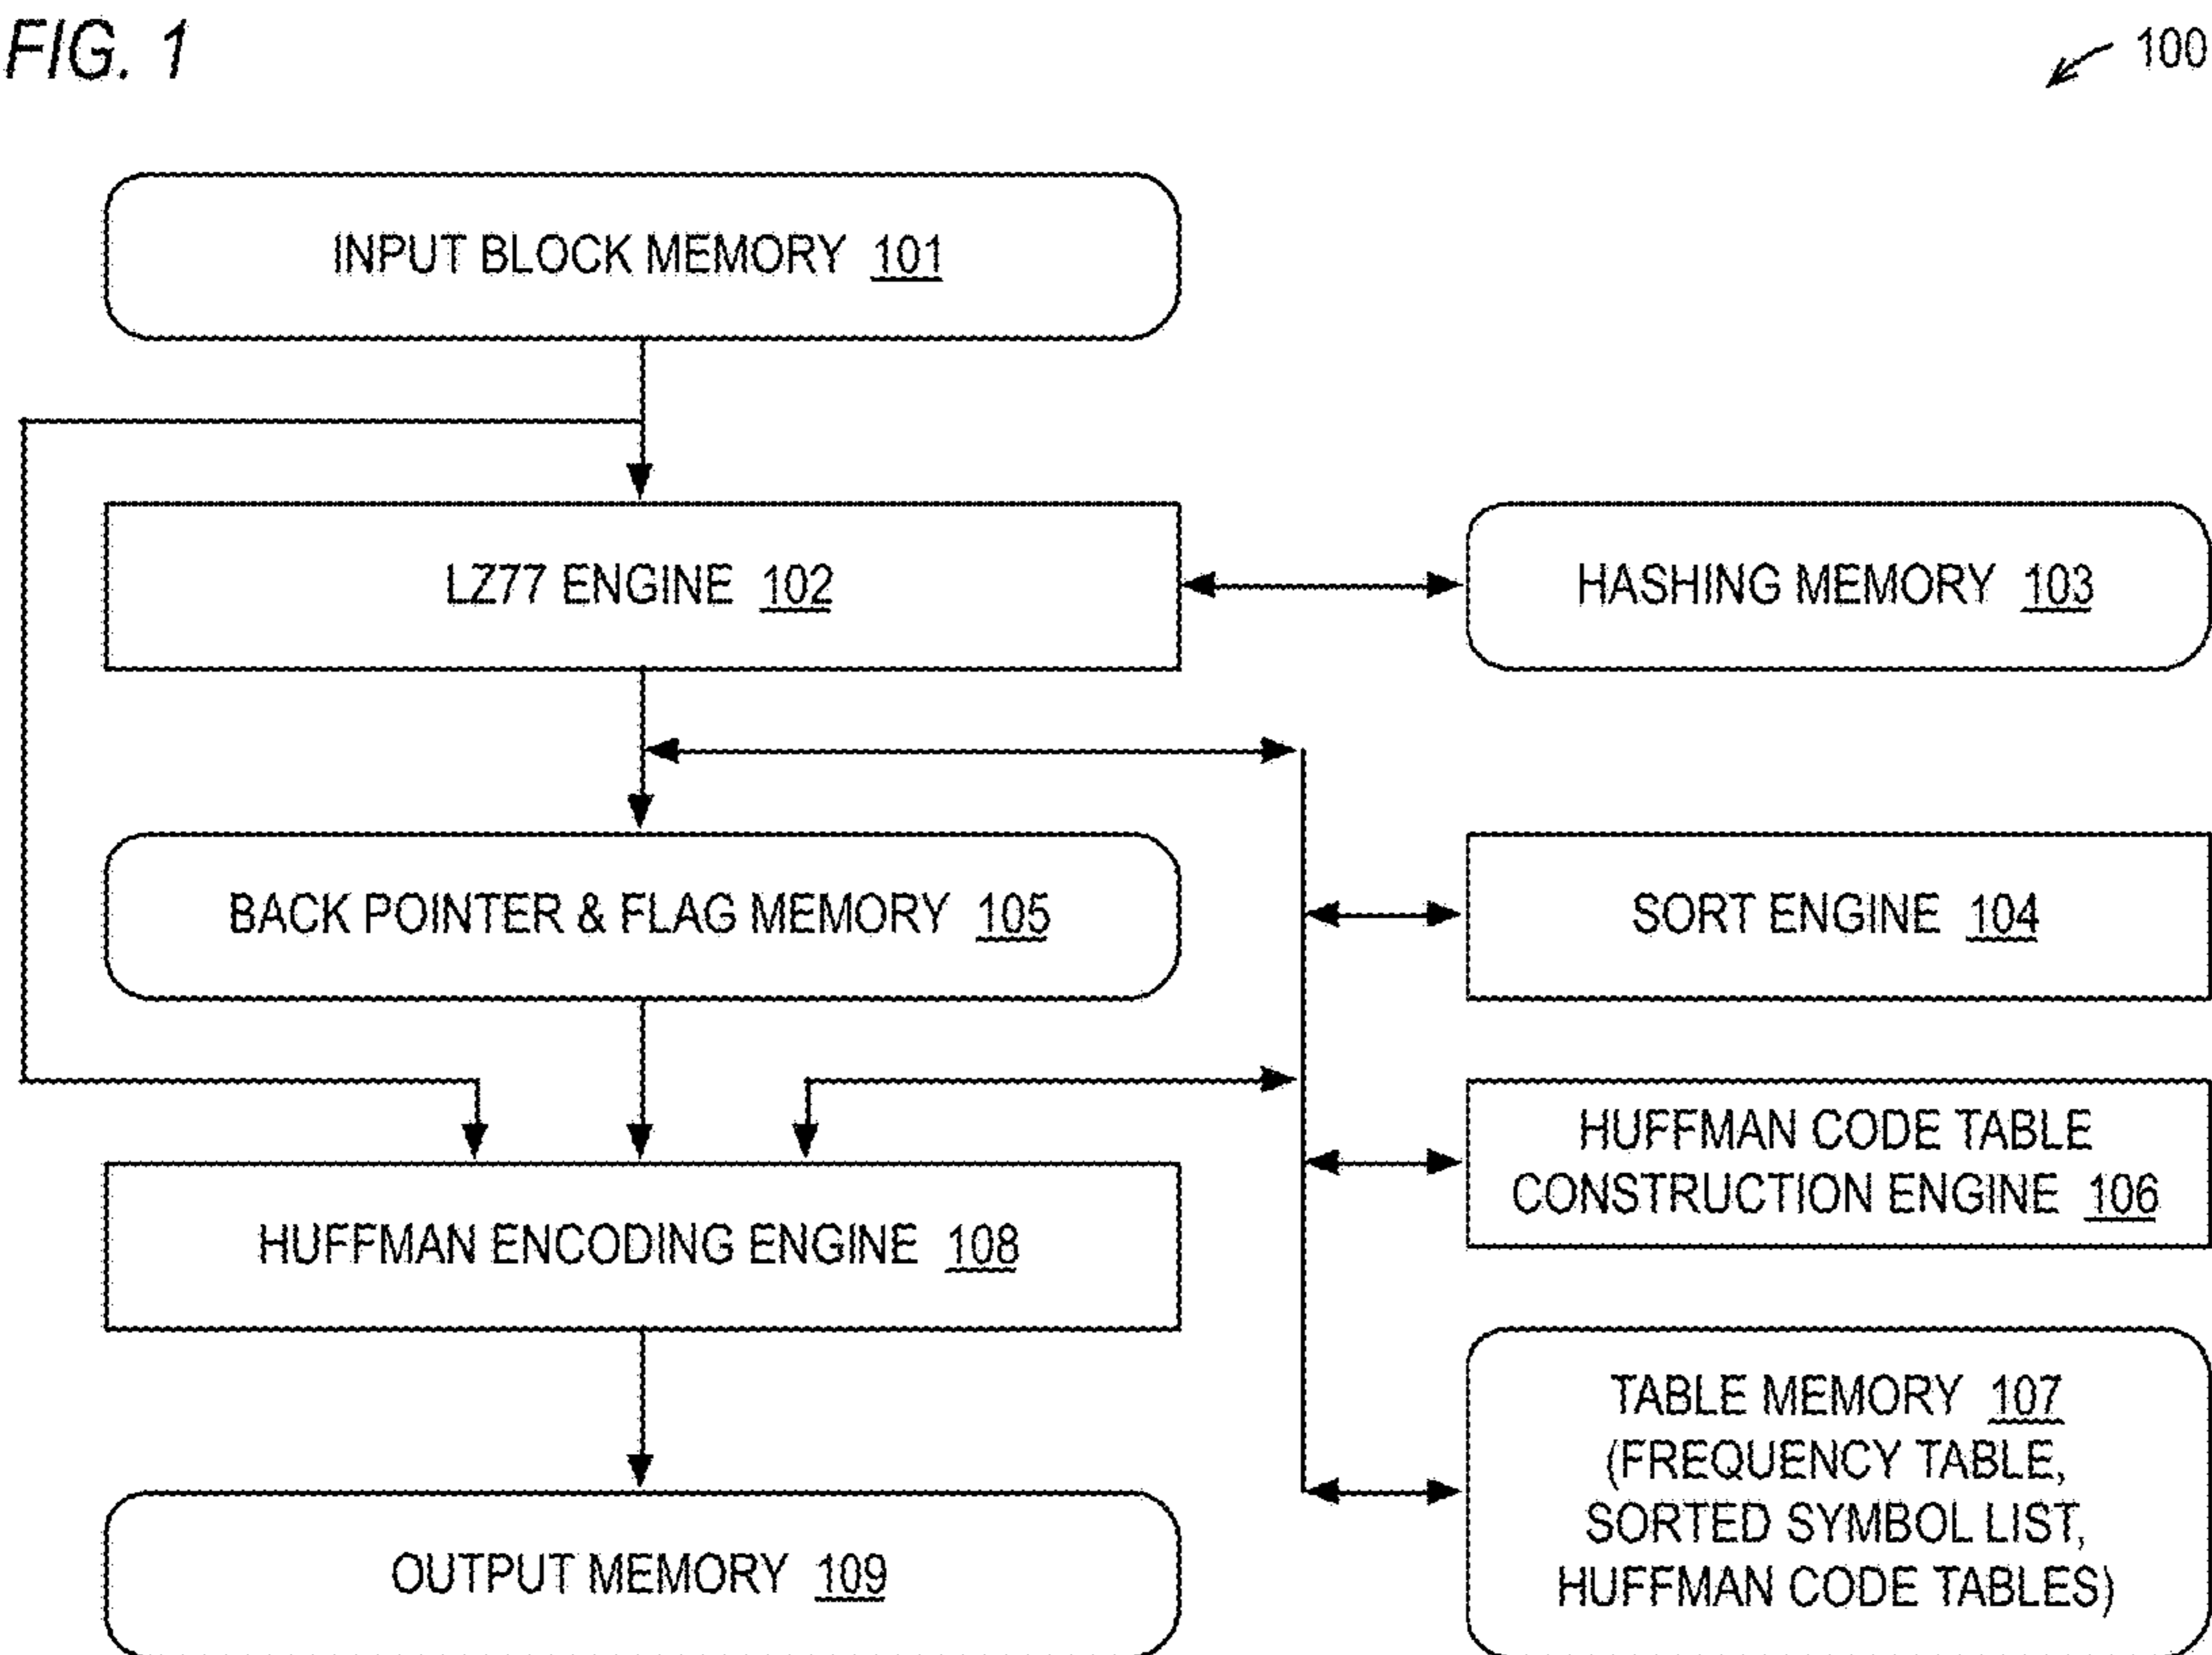 FIG. 1
100
INPUT BLOCK MEMORY 101
LZ77 ENGINE 102
HASHING MEMORY 103
BACK POINTER & FLAG MEMORY 105
SORT ENGINE 104
HUFFMAN CODE TABLE
CONSTRUCTION ENGINE 106
HUFFMAN ENCODING ENGINE 108
TABLE MEMORY 107
(FREQUENCY TABLE,
SORTED SYMBOL LIST,
HUFFMAN CODE TABLES)
OUTPUT MEMORY 109